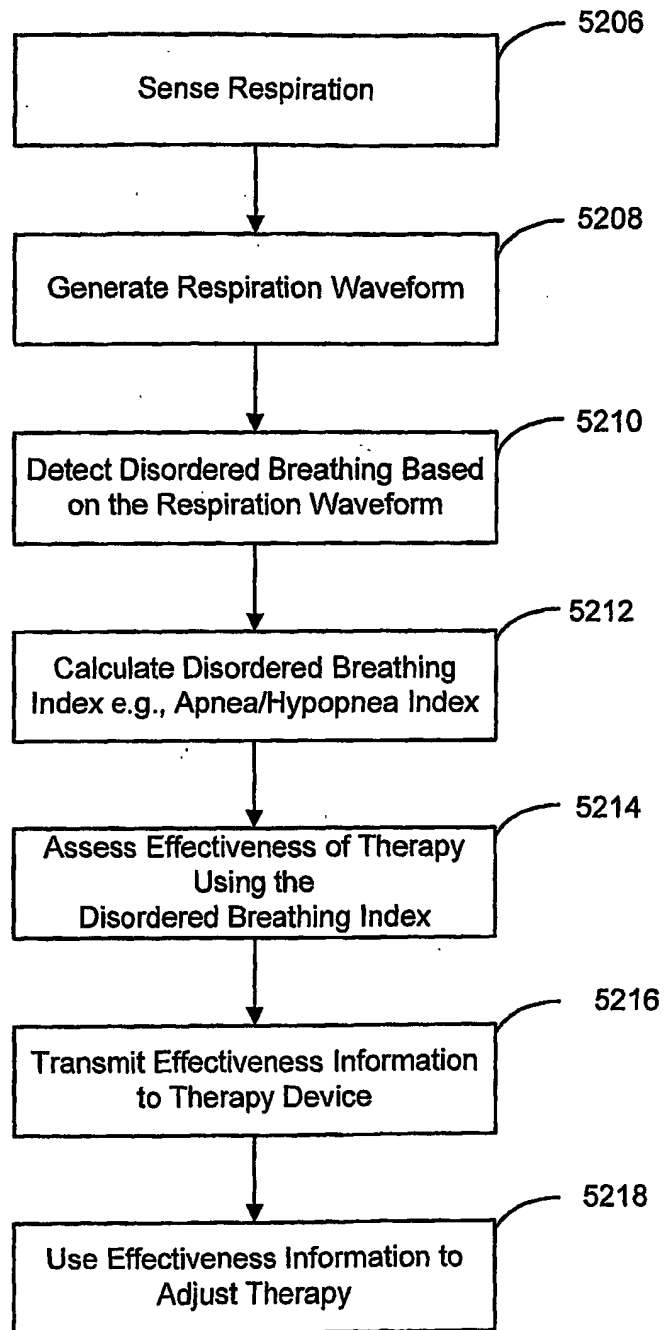 5206
Sense Respiration
5208
Generate Respiration Waveform
5210
Detect Disordered Breathing Based
on the Respiration Waveform
5212
Calculate Disordered Breathing
Index e.g., Apnea/Hypopnea Index
5214
Assess Effectiveness of Therapy
Using the
Disordered Breathing Index
5216
Transmit Effectiveness Information
to Therapy Device
5218
Use Effectiveness Information to
Adjust Therapy